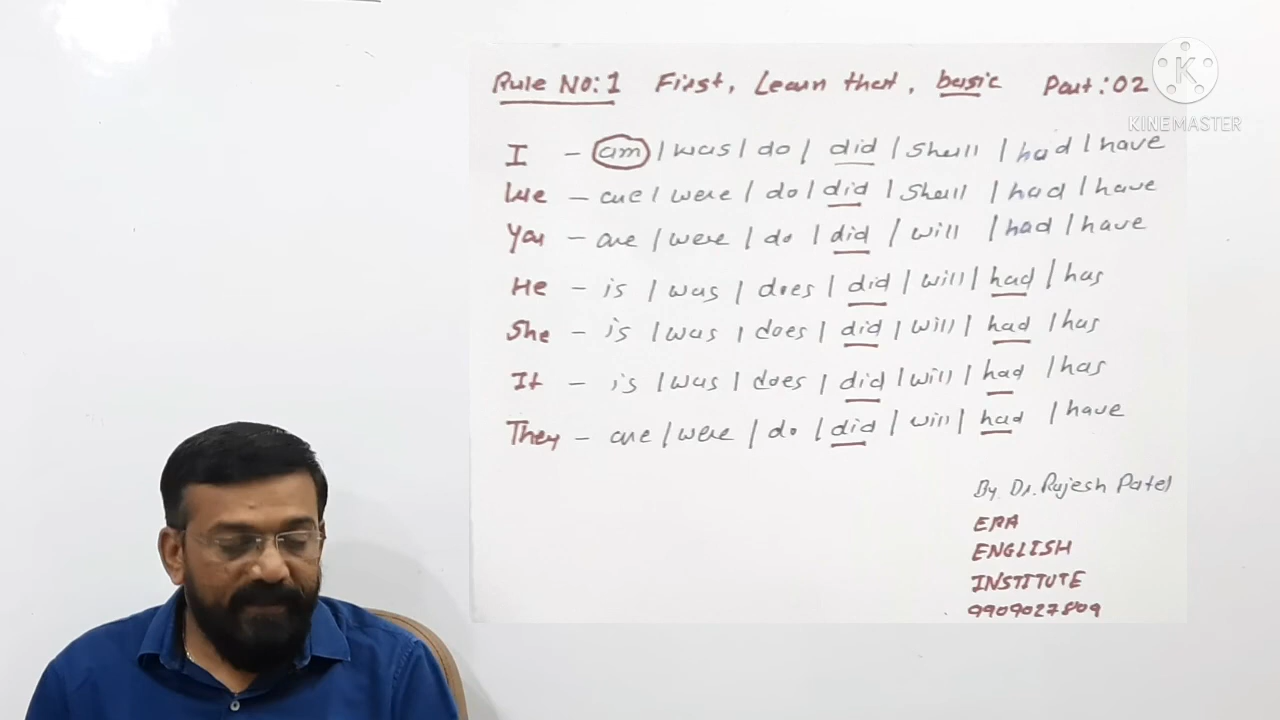 Rule No:1 First, Learn that, basic Part:02
KINEMASTER
I - am / was / do / did / shall / had / have
We - are / were / do / did / shall / had / have
You - are / were / do / did / will / had / have
He - is / was / does / did / will / had / has
She - is / was / does / did / will / had / has
It - is / was / does / did / will / had / has
They - are / were / do / did / will / had / have
By Dr. Rajesh Patel
ERA
ENGLISH
INSTITUTE
9909027809